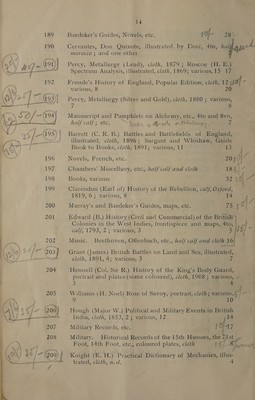 14
189 Baedeker's Guides, Novels, etc. 28
190 Cervantes, Don Quixote, illustrated by Doré, 4to, half
morocco ; and one other
191 Percy, Metallurgy (Lead), cloth, 1879 ; Roscoe (H. E.)
Spectrum Analysis, illustrated, cloth, 1869; various, 15 17
192 Froude's History of England, Popular Edition, cloth, 12
various, 8 20
193 Percy, Metallurgy (Silver and Gold), cloth, 1880 ; various,
7 8
194 Manuscript and Pamphlets on Alchemy, etc., 4to and 8vo,
half calf ; etc. 7
195 Barrett (C. R. B.) Battles and Battlefields of England,
illustrated, cloth, 1896 ; Sargent and Whishaw, Guide
Book to Books, cloth, 1891; various, 11 13
196 Novels, French, etc. 20
197 Chambers' Miscellany, etc., half calf and cloth 18
198 Books, various 32
199 Clarendon (Earl of) History of the Rebellion, calf, Oxford,
1819, 6 ; various, 8 14
200 Murray's and Baedeker's Guides, maps, etc. 75
201 Edward (B.) History (Civil and Commercial) of the British
Colonies in the West Indies, frontispiece and maps, 4to,
calf, 1793, 2 ; various, 3 5
202 Music. Beethoven, Offenbach, etc., half calf and cloth 16
203 Grant (James) British Battles on Land and Sea, illustrated,
cloth, 4 ; various, 3 7
204 Hennell (Col. Sir R.) History of the King's Body Guard,
portrait and plates (some coloured), cloth, 1904 ; various,
3 4
205 Williams (H. Noel) Rose of Savoy, portrait, cloth; various,
9 10
206 Hough (Major W.) Political and Military Events in British
India, cloth, 1853, 2 ; various, 12 14
207 Military Records, etc.
208 Military. Historical Records of the 15th Hussars, the 71st
Foot, 14th Foot, etc., coloured plates, cloth
209 Knight (E. H.) Practical Dictionary of Mechanics, illus-
trated, cloth, n.d. 4